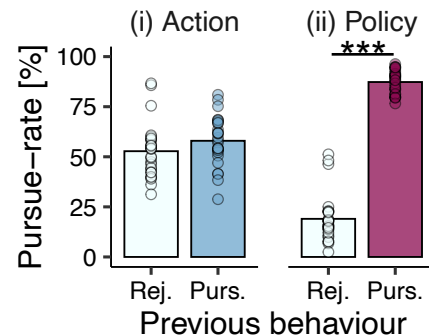 (i) Action (ii) Policy
***
Pursue−rate [%]
100
75
50
25
0
Rej. Purs. Rej. Purs.
Previous behaviour